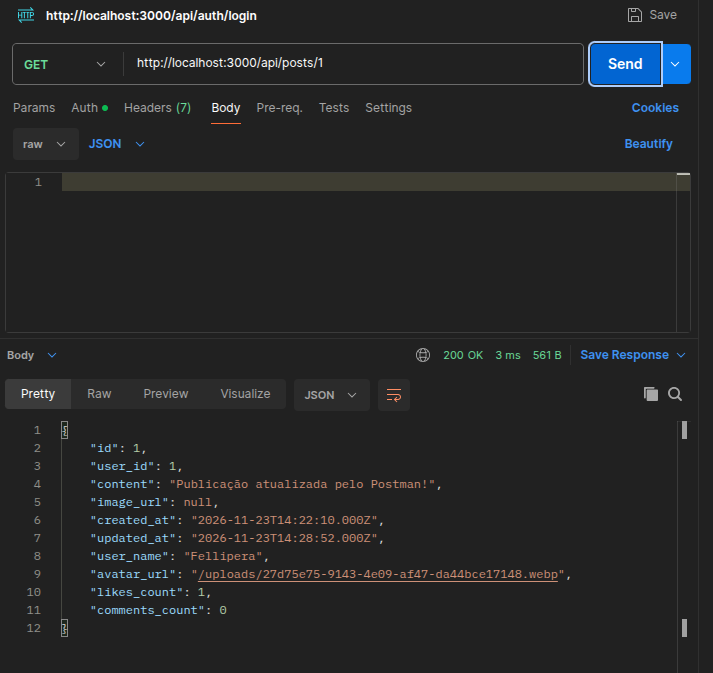 HTTP http://localhost:3000/api/auth/login Save
GET http://localhost:3000/api/posts/1 Send
Params Auth Headers (7) Body Pre-req. Tests Settings Cookies
raw JSON Beautify
1
Body 200 OK 3 ms 561 B Save Response
Pretty Raw Preview Visualize JSON
1 {
2 "id": 1,
3 "user_id": 1,
4 "content": "Publicação atualizada pelo Postman!",
5 "image_url": null,
6 "created_at": "2026-11-23T14:22:10.000Z",
7 "updated_at": "2026-11-23T14:28:52.000Z",
8 "user_name": "Fellipera",
9 "avatar_url": "/uploads/27d75e75-9143-4e09-af47-da44bce17148.webp",
10 "likes_count": 1,
11 "comments_count": 0
12 }